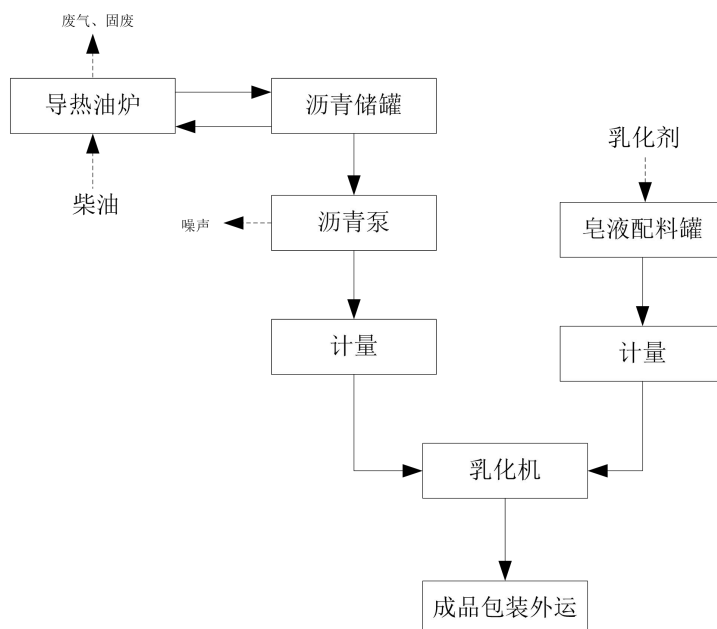 废气、固废
导热油炉
沥青储罐
乳化剂
柴油
噪声
沥青泵
皂液配料罐
计量
计量
乳化机
成品包装外运